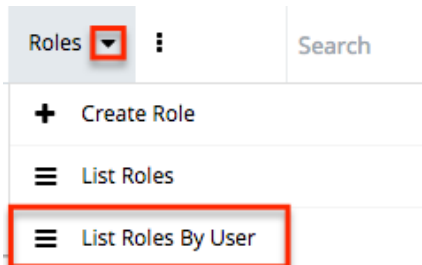 Roles
Search
Create Role
List Roles
List Roles By User